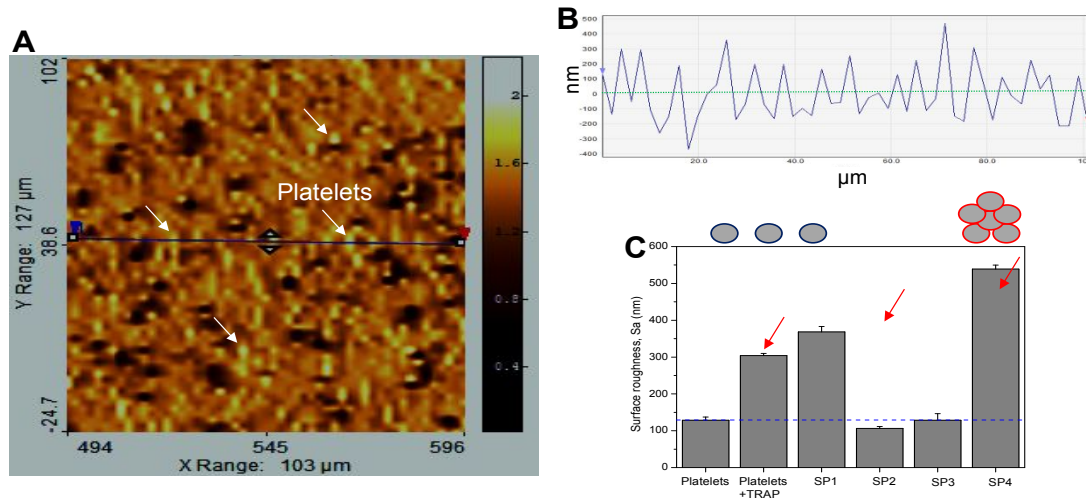 A
102
38.6
-24.7
Y Range: 127 µm
494
545
596
X Range: 103 µm
Platelets
2
1.6
1.2
0.8
0.4
B
nm
500
400
300
200
100
0
-100
-200
-300
-400
20.0
40.0
60.0
80.0
µm
C
Surface roughness, Sa (nm)
600
500
400
300
200
100
0
Platelets
Platelets
+TRAP
SP1
SP2
SP3
SP4